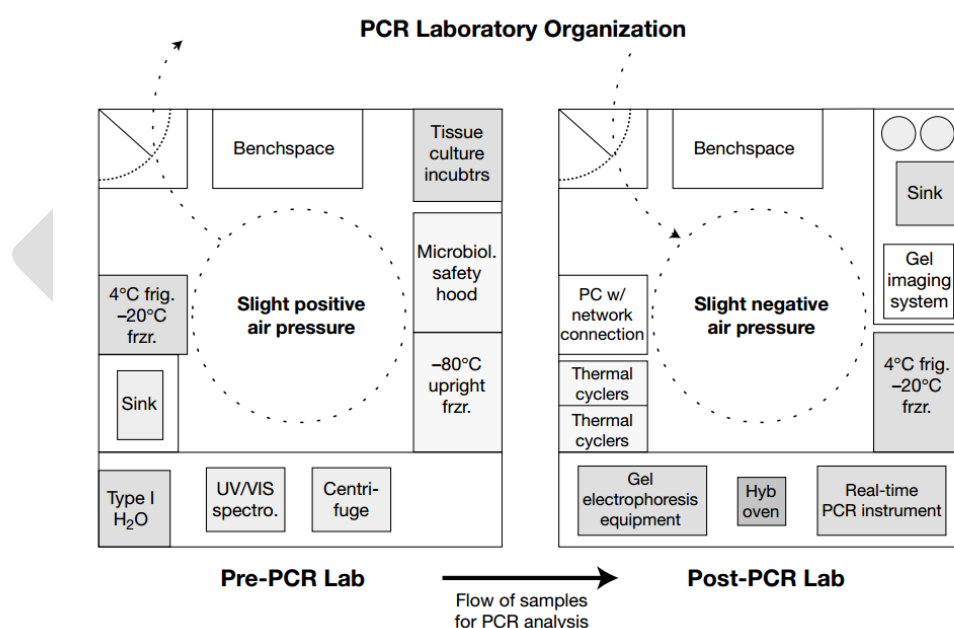 PCR Laboratory Organization
Benchspace
Tissue
culture
incubtrs
Microbiol.
safety
hood
4°C frig.
–20°C
frzr.
Slight positive
air pressure
–80°C
upright
frzr.
Sink
Type I
H₂O
UV/VIS
spectro.
Centri-
fuge
Pre-PCR Lab
Benchspace
Sink
Gel
imaging
system
PC w/
network
connection
Slight negative
air pressure
Thermal
cyclers
Thermal
cyclers
4°C frig.
–20°C
frzr.
Gel
electrophoresis
equipment
Hyb
oven
Real-time
PCR instrument
Post-PCR Lab
Flow of samples
for PCR analysis